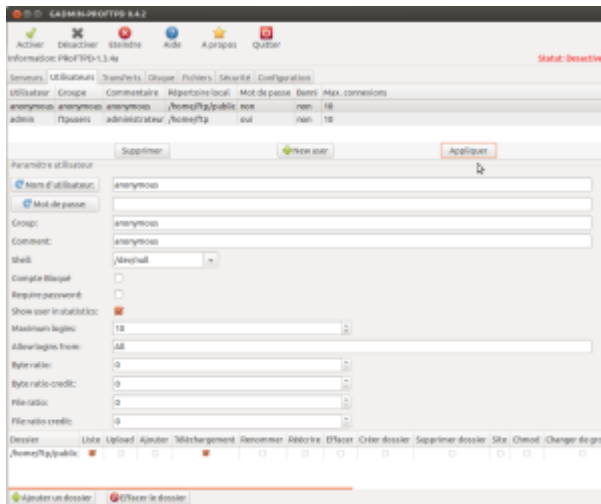 GADMIN-PROFTPD 0.4.2
Activer Désactiver Eteindre Aide A propos Quitter
Information: ProFTPD-1.3.4a Statut: Desactivé
Serveurs Utilisateurs Transferts Disque Fichiers Sécurité Configuration
Utilisateur Groupe Commentaire Répertoire local Mot de passe Banni Max. connexions
anonymous anonymous anonymous /home/ftp/public non non 10
admin ftpusers administrateur /home/ftp oui non 10
Supprimer New user Appliquer
Paramètre utilisateur
Nom d'utilisateur: anonymous
Mot de passe:
Group: anonymous
Comment: anonymous
Shell: /dev/null
Compte Bloqué
Require password:
Show user in statistics:
Maximum logins: 10
Allow logins from: All
Byte ratio: 0
Byte ratio credit: 0
File ratio: 0
File ratio credit: 0
Dossier Liste Upload Ajouter Téléchargement Renommer Réécrire Effacer Créer dossier Supprimer dossier Site Chmod Changer de gro
/home/ftp/public
Ajouter un dossier Effacer le dossier